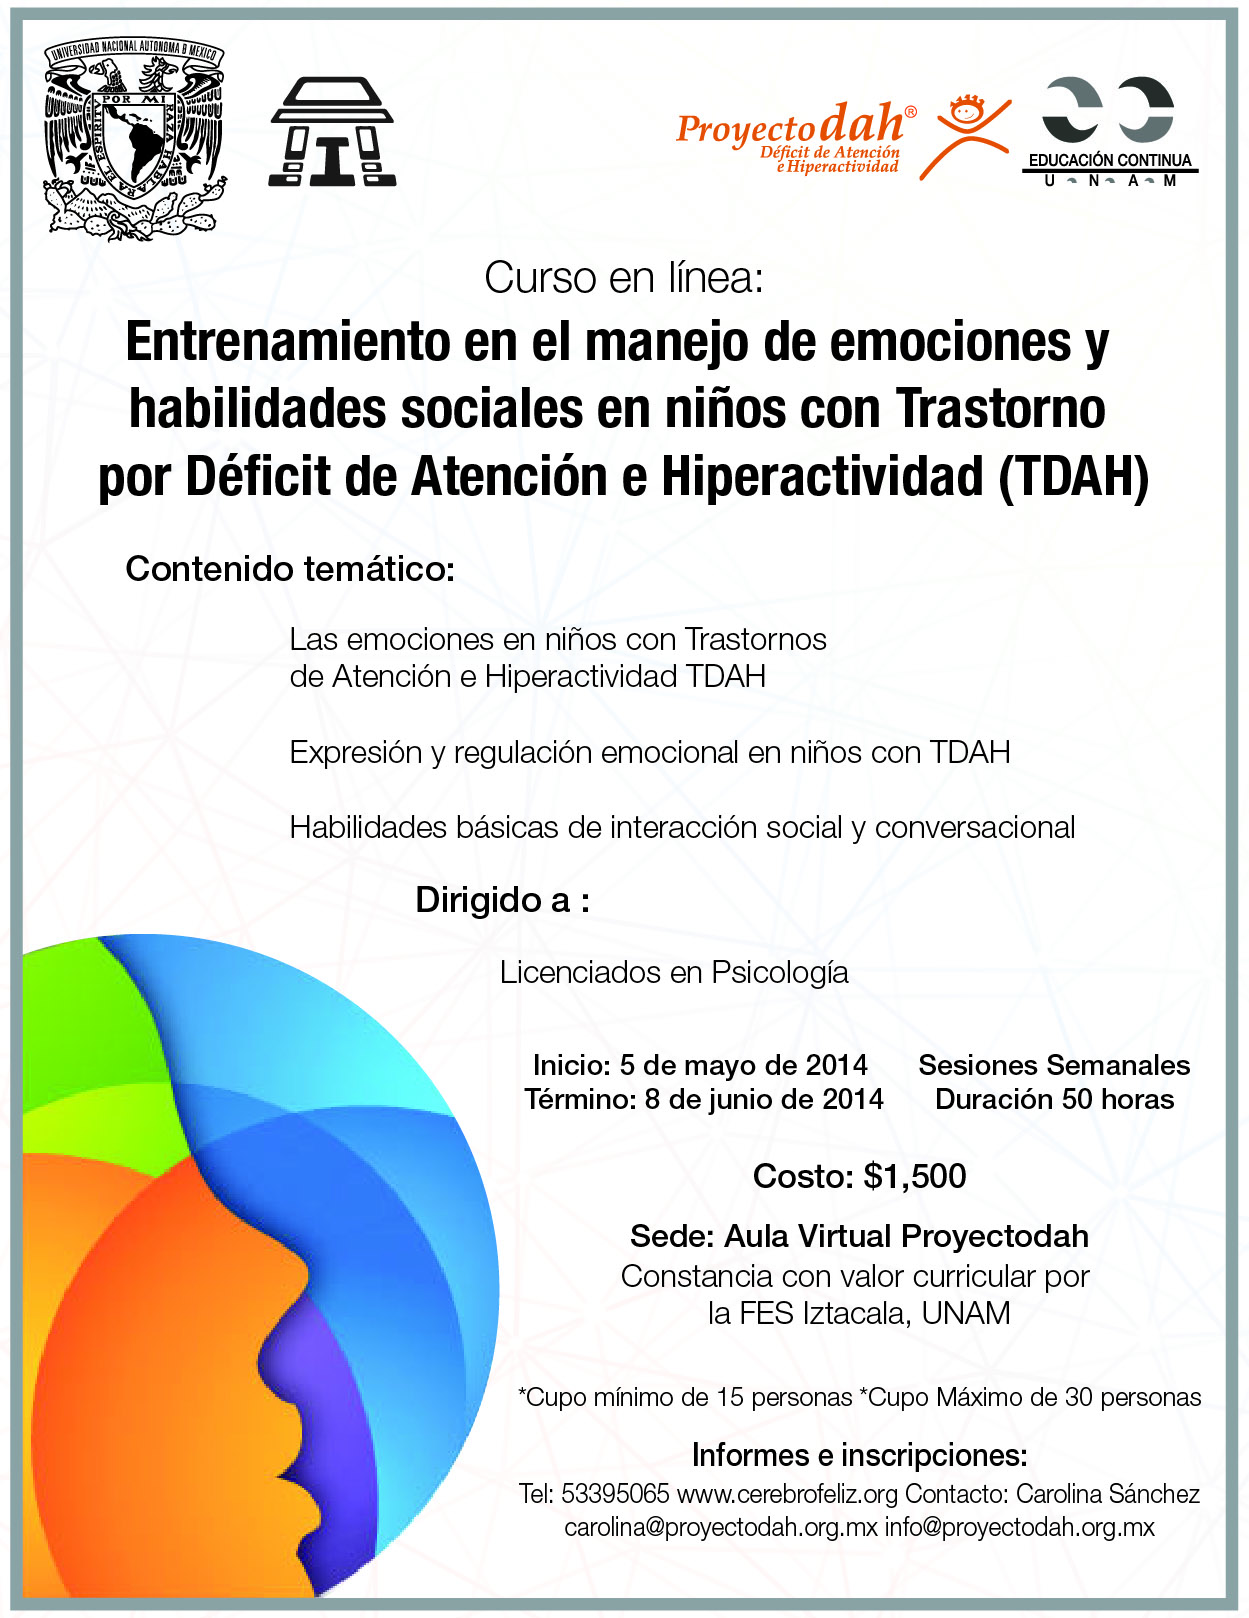 UNIVERSIDAD NACIONAL AUTONOMA D MEXICO
POR MI RAZA HABLARA EL ESPIRITU
Proyectodah®
Déficit de Atención
e Hiperactividad
EDUCACIÓN CONTINUA
U N A M
Curso en línea:
Entrenamiento en el manejo de emociones y
habilidades sociales en niños con Trastorno
por Déficit de Atención e Hiperactividad (TDAH)
Contenido temático:
Las emociones en niños con Trastornos
de Atención e Hiperactividad TDAH
Expresión y regulación emocional en niños con TDAH
Habilidades básicas de interacción social y conversacional
Dirigido a :
Licenciados en Psicología
Inicio: 5 de mayo de 2014 Sesiones Semanales
Término: 8 de junio de 2014 Duración 50 horas
Costo: $1,500
Sede: Aula Virtual Proyectodah
Constancia con valor curricular por
la FES Iztacala, UNAM
*Cupo mínimo de 15 personas *Cupo Máximo de 30 personas
Informes e inscripciones:
Tel: 53395065 www.cerebrofeliz.org Contacto: Carolina Sánchez
carolina@proyectodah.org.mx info@proyectodah.org.mx